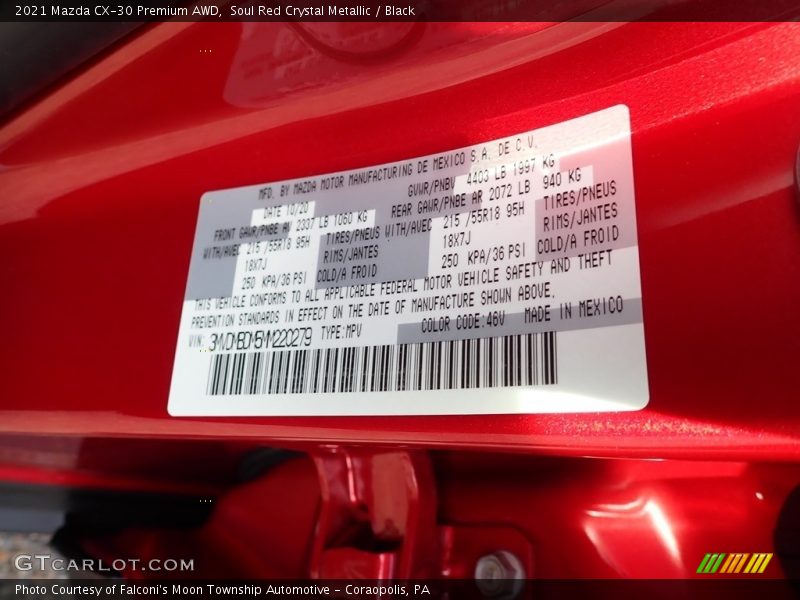 2021 Mazda CX-30 Premium AWD, Soul Red Crystal Metallic / Black
MFD. BY MAZDA MOTOR MANUFACTURING DE MEXICO S.A. DE C.V.
DATE 10/20 GVWR/PNBV 4403 LB 1997 KG
FRONT GAWR/PNBE AV 2337 LB 1060 KG REAR GAWR/PNBE AR 2072 LB 940 KG
WITH/AVEC 215/55R18 95H TIRES/PNEUS WITH/AVEC 215/55R18 95H TIRES/PNEUS
18X7J RIMS/JANTES 18X7J RIMS/JANTES
250 KPA/36 PSI COLD/A FROID 250 KPA/36 PSI COLD/A FROID
THIS VEHICLE CONFORMS TO ALL APPLICABLE FEDERAL MOTOR VEHICLE SAFETY AND THEFT
PREVENTION STANDARDS IN EFFECT ON THE DATE OF MANUFACTURE SHOWN ABOVE.
VIN: TYPE:MPV COLOR CODE:46V MADE IN MEXICO
GTCARLOT.COM
Photo Courtesy of Falconi's Moon Township Automotive - Coraopolis, PA